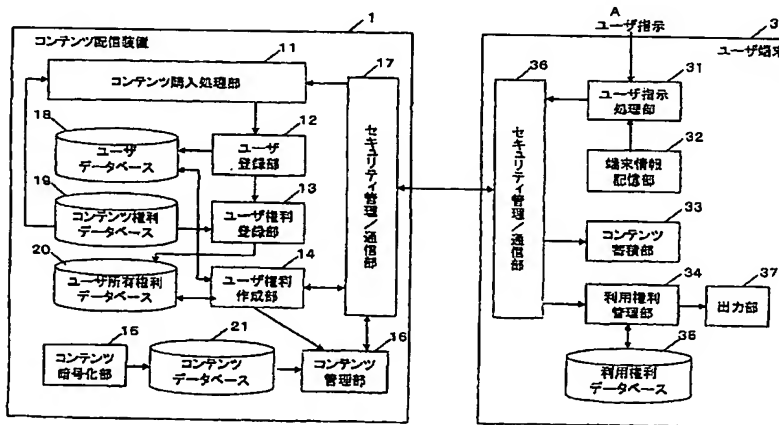 1
コンテンツ配信装置
11
コンテンツ購入処理部
17
セキュリティ管理/通信部
18
ユーザ
データベース
12
ユーザ
登録部
19
コンテンツ権利
データベース
13
ユーザ権利
登録部
20
ユーザ所有権利
データベース
14
ユーザ権利
作成部
15
コンテンツ
暗号化部
21
コンテンツ
データベース
16
コンテンツ
管理部
A
ユーザ指示
3
ユーザ端末
36
セキュリティ管理/通信部
31
ユーザ指示
処理部
32
端末情報
記憶部
33
コンテンツ
蓄積部
34
利用権利
管理部
37
出力部
35
利用権利
データベース